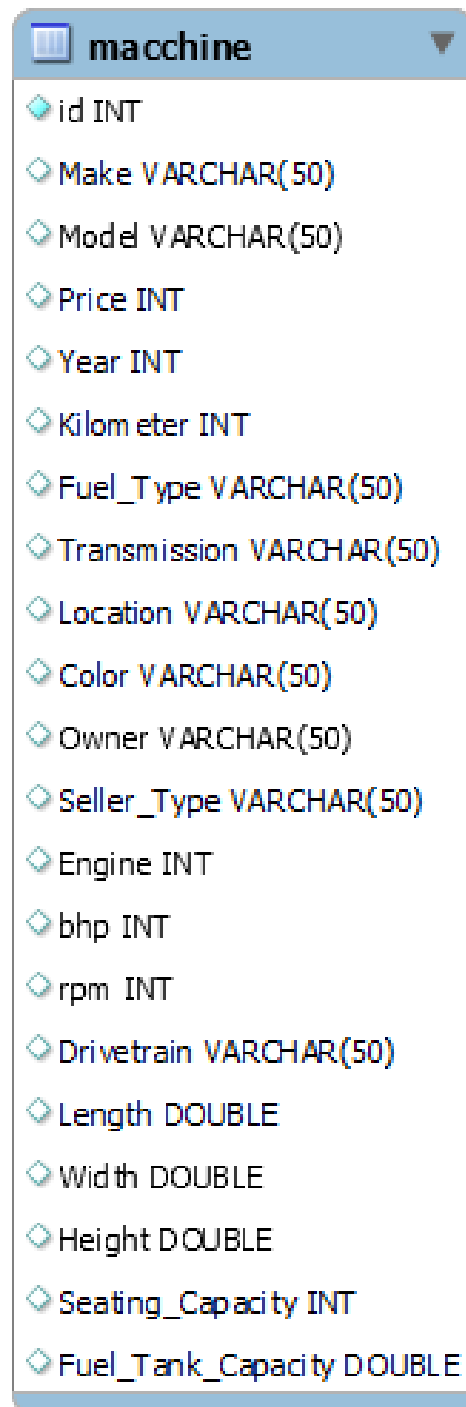 macchine
id INT
Make VARCHAR(50)
Model VARCHAR(50)
Price INT
Year INT
Kilometer INT
Fuel_Type VARCHAR(50)
Transmission VARCHAR(50)
Location VARCHAR(50)
Color VARCHAR(50)
Owner VARCHAR(50)
Seller_Type VARCHAR(50)
Engine INT
bhp INT
rpm INT
Drivetrain VARCHAR(50)
Length DOUBLE
Width DOUBLE
Height DOUBLE
Seating_Capacity INT
Fuel_Tank_Capacity DOUBLE